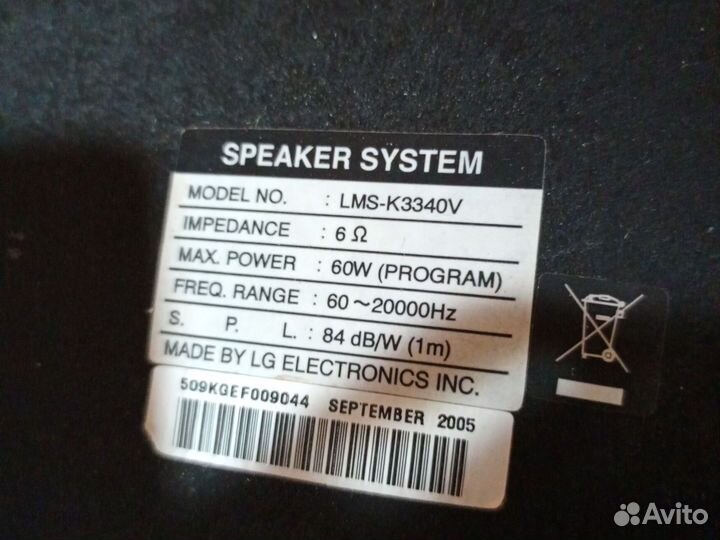 SPEAKER SYSTEM
MODEL NO. : LMS-K3340V
IMPEDANCE : 6 Ω
MAX. POWER : 60W (PROGRAM)
FREQ. RANGE : 60~20000Hz
S. P. L. : 84 dB/W (1m)
MADE BY LG ELECTRONICS INC.
509KGEF009044 SEPTEMBER 2005
Avito